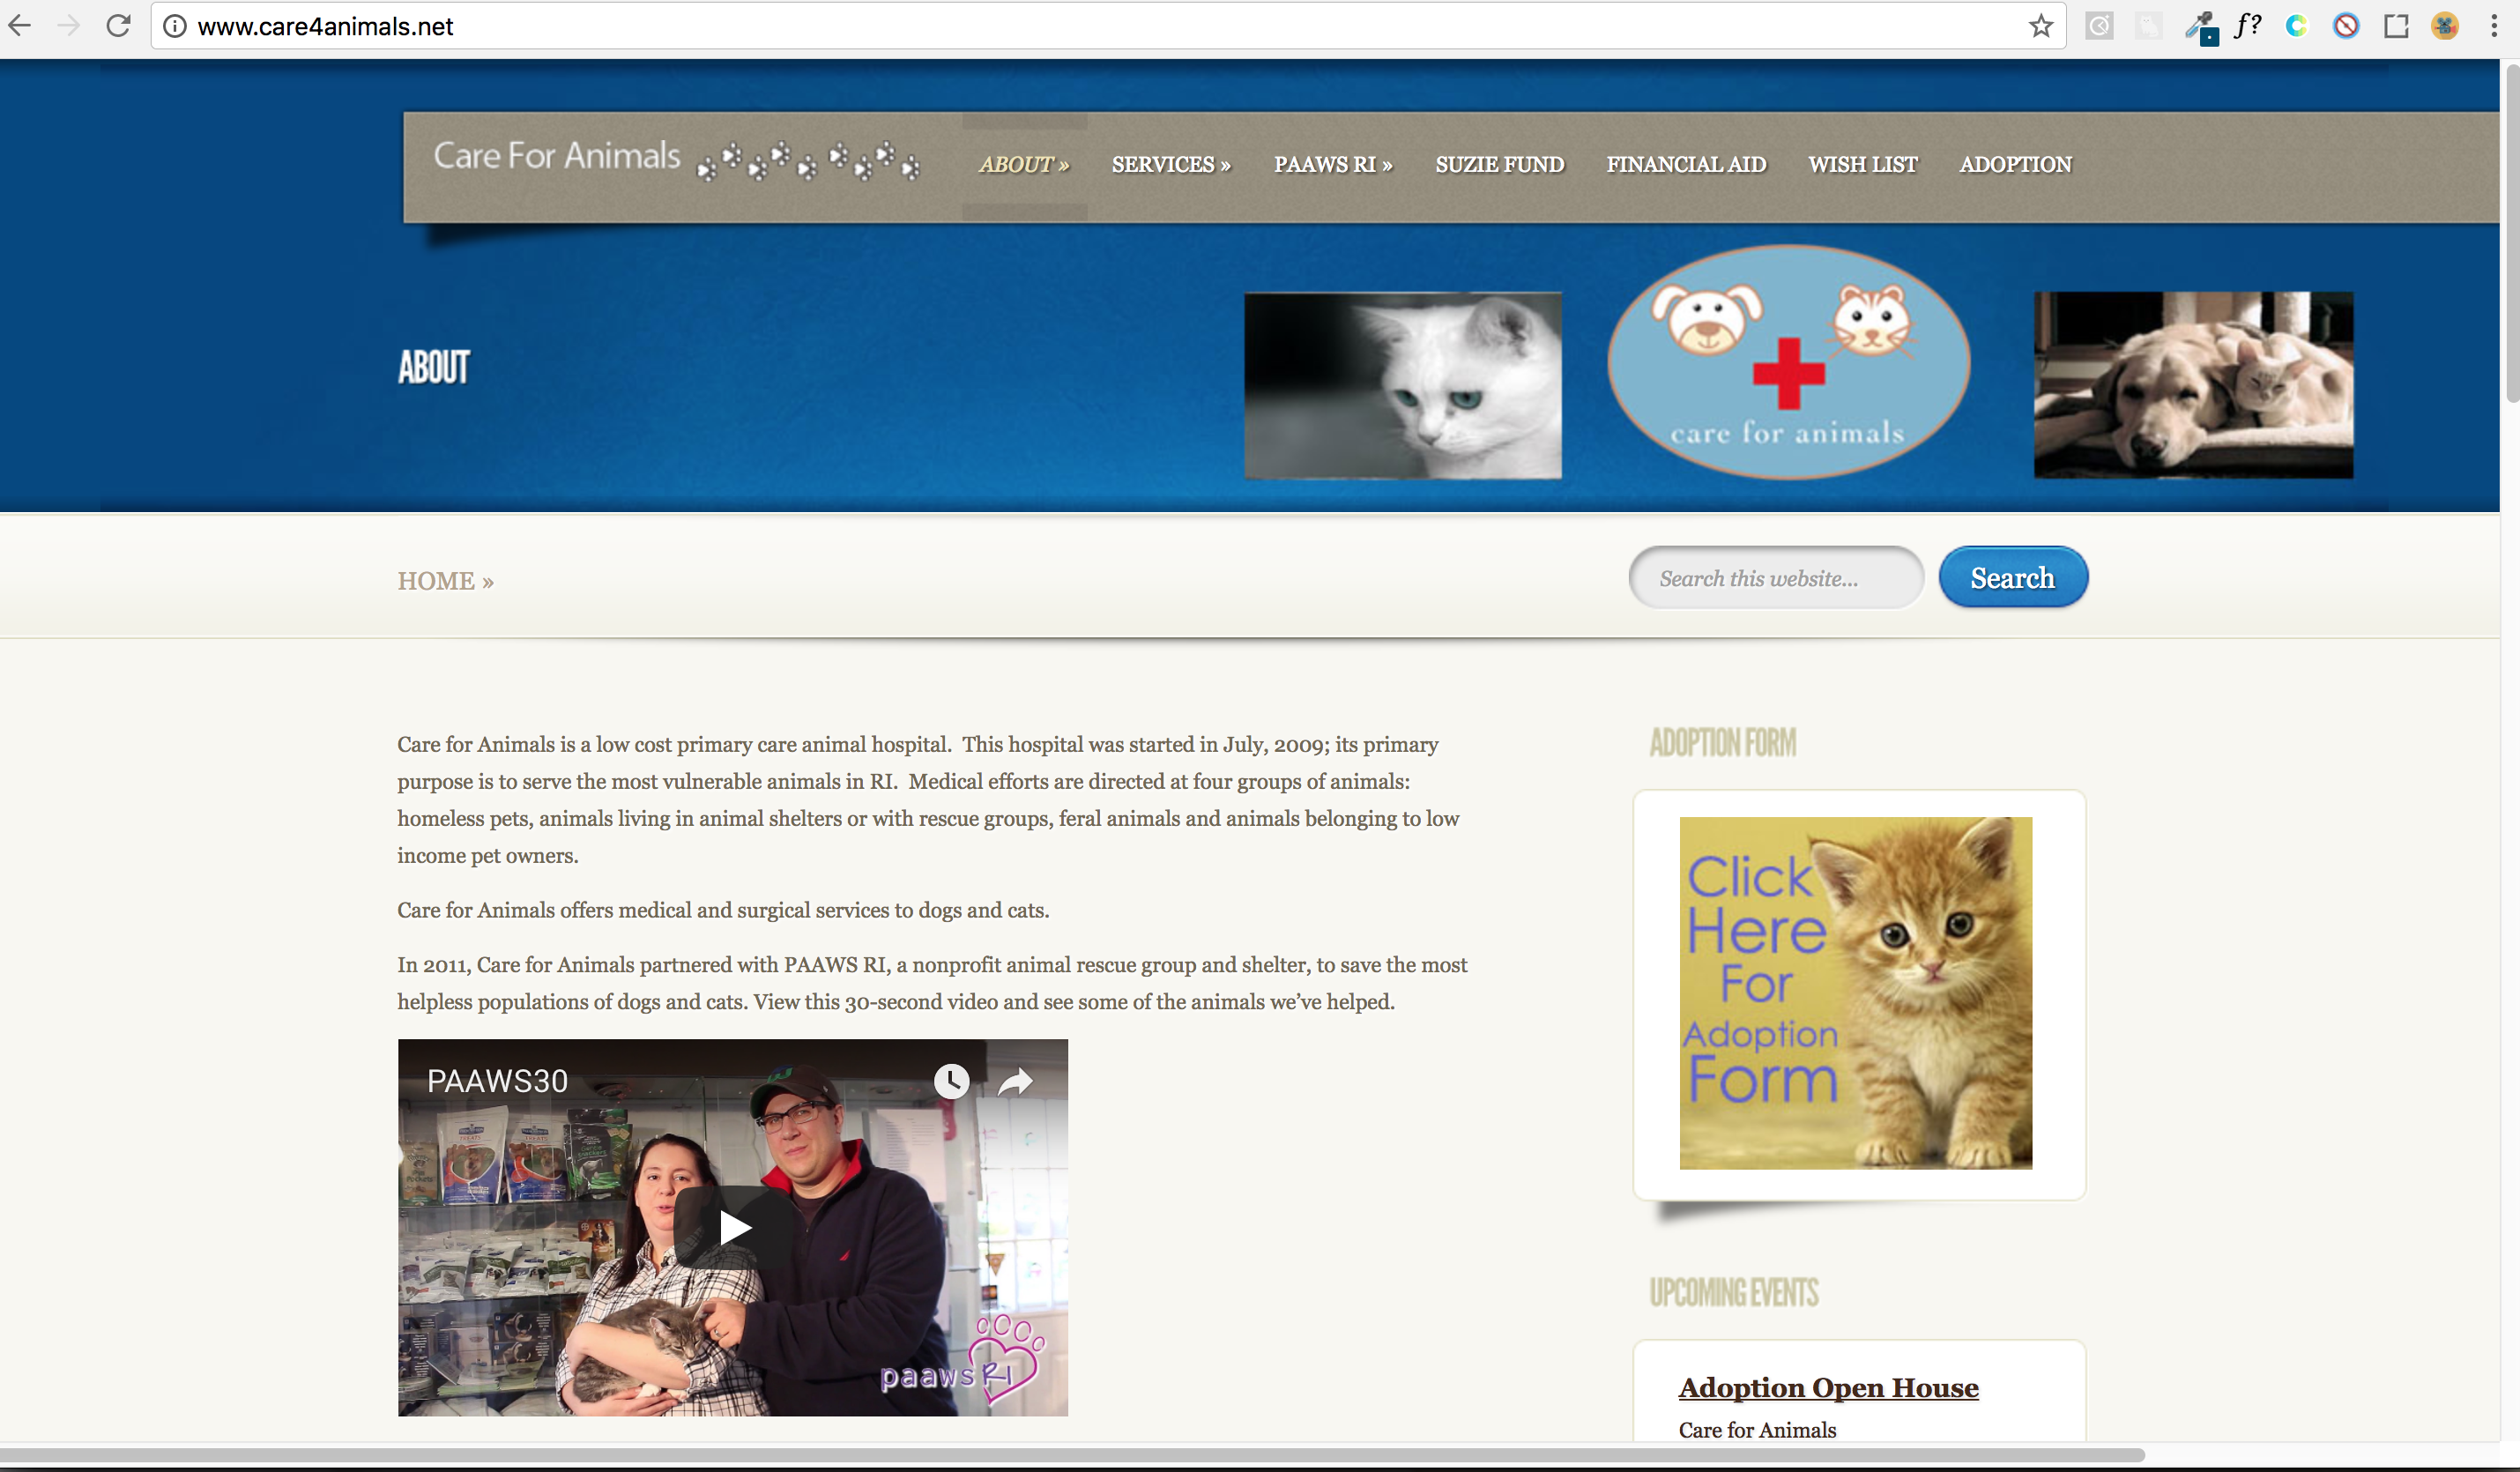 www.care4animals.net
f?
Care For Animals
ABOUT »
SERVICES »
PAAWS RI »
SUZIE FUND
FINANCIAL AID
WISH LIST
ADOPTION
care for animals
ABOUT
HOME »
Search this website...
Search
Care for Animals is a low cost primary care animal hospital.  This hospital was started in July, 2009; its primary
purpose is to serve the most vulnerable animals in RI.  Medical efforts are directed at four groups of animals:
homeless pets, animals living in animal shelters or with rescue groups, feral animals and animals belonging to low
income pet owners.
Care for Animals offers medical and surgical services to dogs and cats.
In 2011, Care for Animals partnered with PAAWS RI, a nonprofit animal rescue group and shelter, to save the most
helpless populations of dogs and cats. View this 30-second video and see some of the animals we’ve helped.
PAAWS30
TREATS
TREATS
paawsRI
ADOPTION FORM
Click
Here
For
Adoption
Form
UPCOMING EVENTS
Adoption Open House
Care for Animals